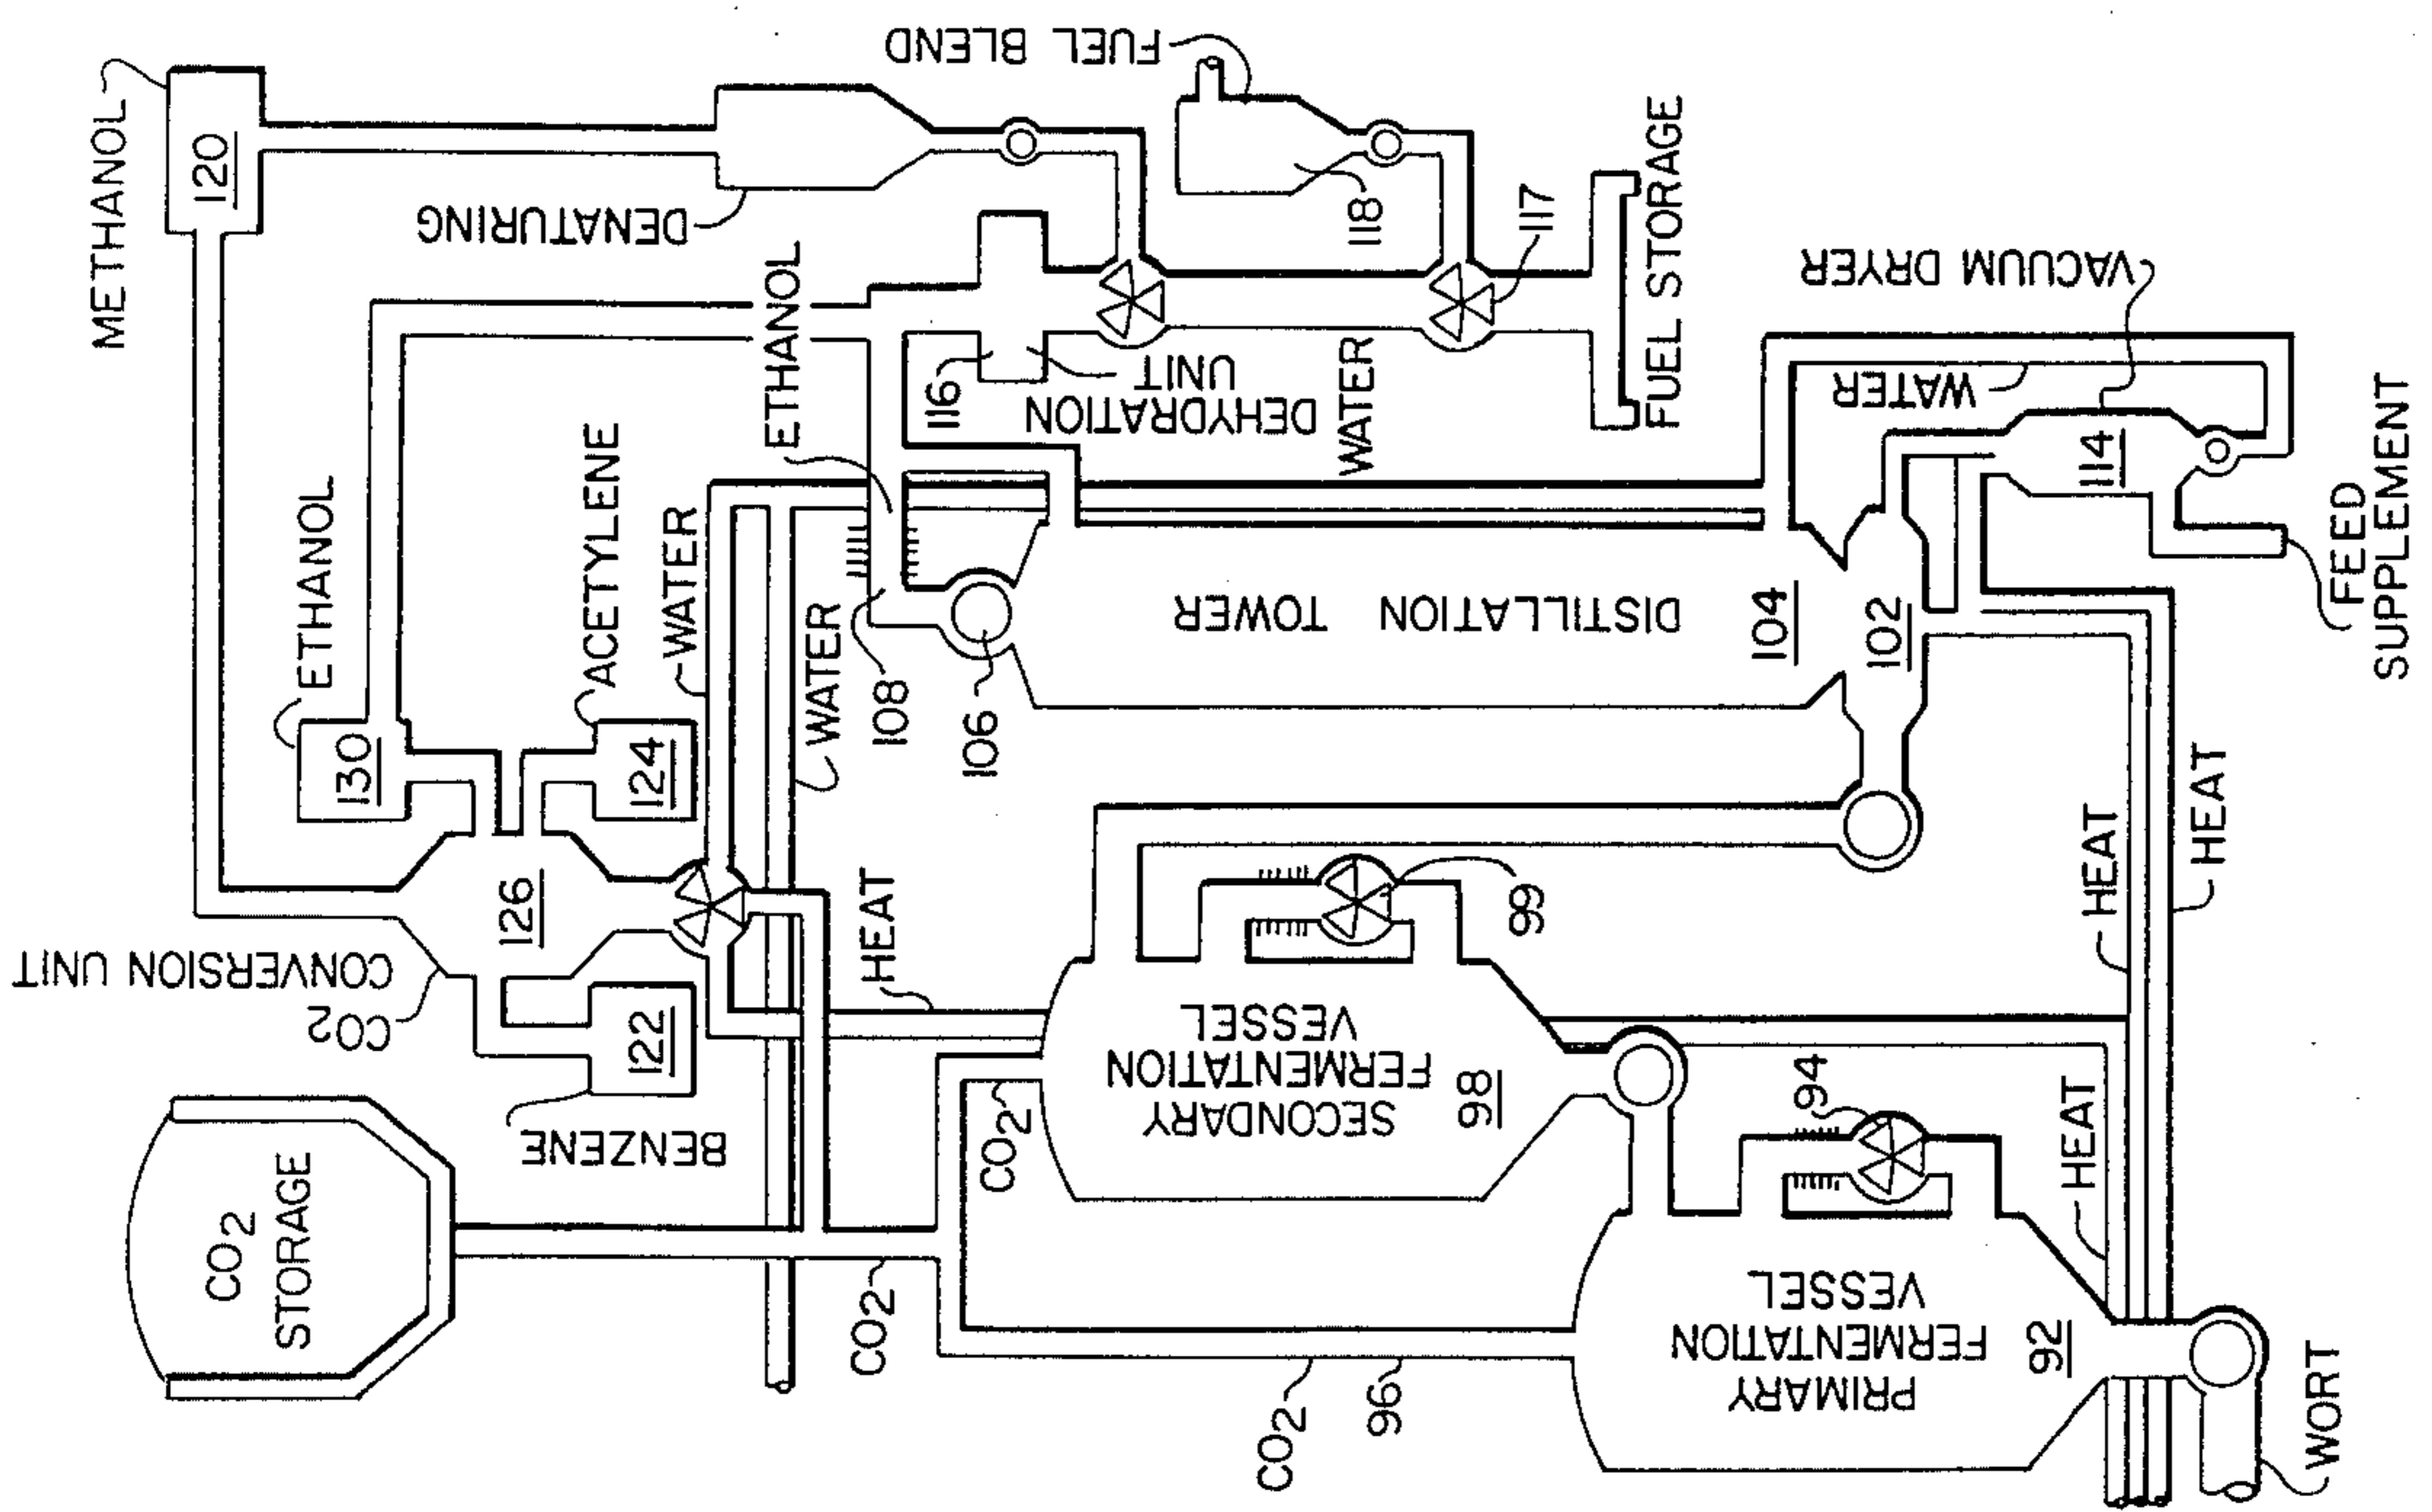 METHANOL
120
DENATURING
FUEL BLEND
118
117
FUEL STORAGE
ETHANOL
116
DEHYDRATION
UNIT
WATER
VACUUM DRYER
WATER
114
FEED
SUPPLEMENT
ETHANOL
130
ACETYLENE
124
WATER
WATER
108
106
DISTILLATION TOWER
104
102
CO2
CONVERSION UNIT
126
122
BENZENE
HEAT
99
HEAT
HEAT
CO2
STORAGE
CO2
SECONDARY
FERMENTATION
VESSEL
98
94
HEAT
CO2
CO2
96
PRIMARY
FERMENTATION
VESSEL
92
WORT